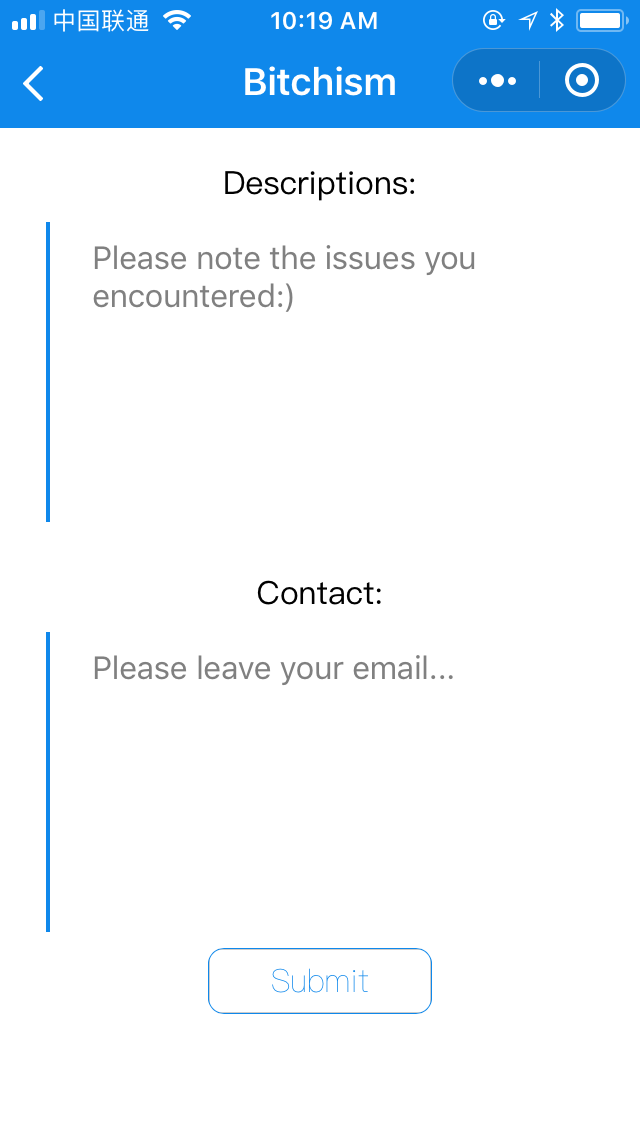 中国联通 10:19 AM
Bitchism
Descriptions:
Please note the issues you
encountered:)
Contact:
Please leave your email...
Submit